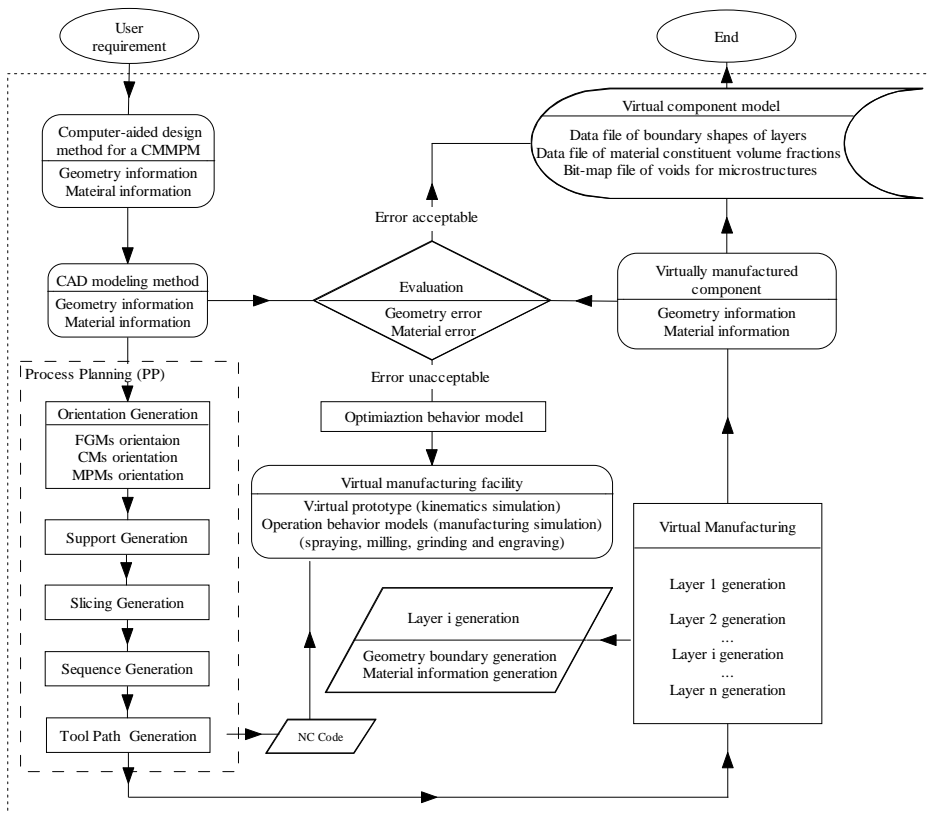 User
requirement
End
Computer-aided design
method for a CMMPM
Geometry information
Mateiral information
Virtual component model
Data file of boundary shapes of layers
Data file of material constituent volume fractions
Bit-map file of voids for microstructures
Error acceptable
CAD modeling method
Geometry information
Material information
Evaluation
Geometry error
Material error
Virtually manufactured
component
Geometry information
Material information
Error unacceptable
Process Planning (PP)
Orientation Generation
FGMs orientaion
CMs orientation
MPMs orientation
Support Generation
Slicing Generation
Sequence Generation
Tool Path Generation
Optimiaztion behavior model
Virtual manufacturing facility
Virtual prototype (kinematics simulation)
Operation behavior models (manufacturing simulation)
(spraying, milling, grinding and engraving)
NC Code
Layer i generation
Geometry boundary generation
Material information generation
Virtual Manufacturing
Layer 1 generation
Layer 2 generation
...
Layer i generation
...
Layer n generation